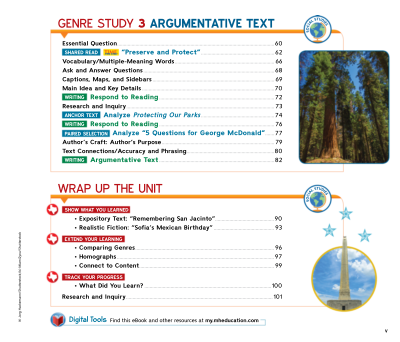 GENRE STUDY 3 ARGUMENTATIVE TEXT
SOCIAL STUDIES
Essential Question 60
SHARED READ "Preserve and Protect" 62
Vocabulary/Multiple-Meaning Words 66
Ask and Answer Questions 68
Captions, Maps, and Sidebars 69
Main Idea and Key Details 70
WRITING Respond to Reading 72
Research and Inquiry 73
ANCHOR TEXT Analyze Protecting Our Parks 74
WRITING Respond to Reading 76
PAIRED SELECTION Analyze "5 Questions for George McDonald" 77
Author's Craft: Author's Purpose 79
Text Connections/Accuracy and Phrasing 80
WRITING Argumentative Text 82
WRAP UP THE UNIT
SOCIAL STUDIES
SHOW WHAT YOU LEARNED
• Expository Text: "Remembering San Jacinto" 90
• Realistic Fiction: "Sofia's Mexican Birthday" 93
EXTEND YOUR LEARNING
• Comparing Genres 96
• Homographs 97
• Connect to Content 99
TRACK YOUR PROGRESS
• What Did You Learn? 100
Research and Inquiry 101
Digital Tools Find this eBook and other resources at my.mheducation.com
v